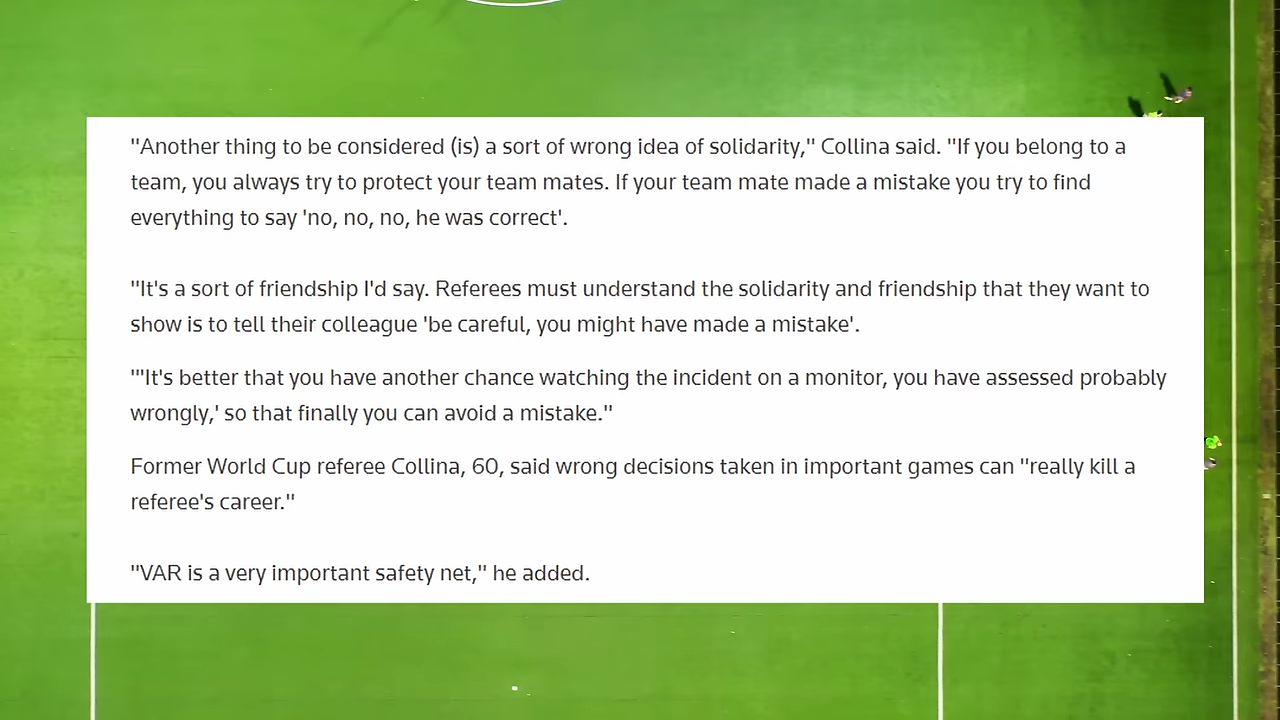 "Another thing to be considered (is) a sort of wrong idea of solidarity," Collina said. "If you belong to a
team, you always try to protect your team mates. If your team mate made a mistake you try to find
everything to say 'no, no, no, he was correct'.
"It's a sort of friendship I'd say. Referees must understand the solidarity and friendship that they want to
show is to tell their colleague 'be careful, you might have made a mistake'.
"'It's better that you have another chance watching the incident on a monitor, you have assessed probably
wrongly,' so that finally you can avoid a mistake."
Former World Cup referee Collina, 60, said wrong decisions taken in important games can "really kill a
referee's career."
"VAR is a very important safety net," he added.